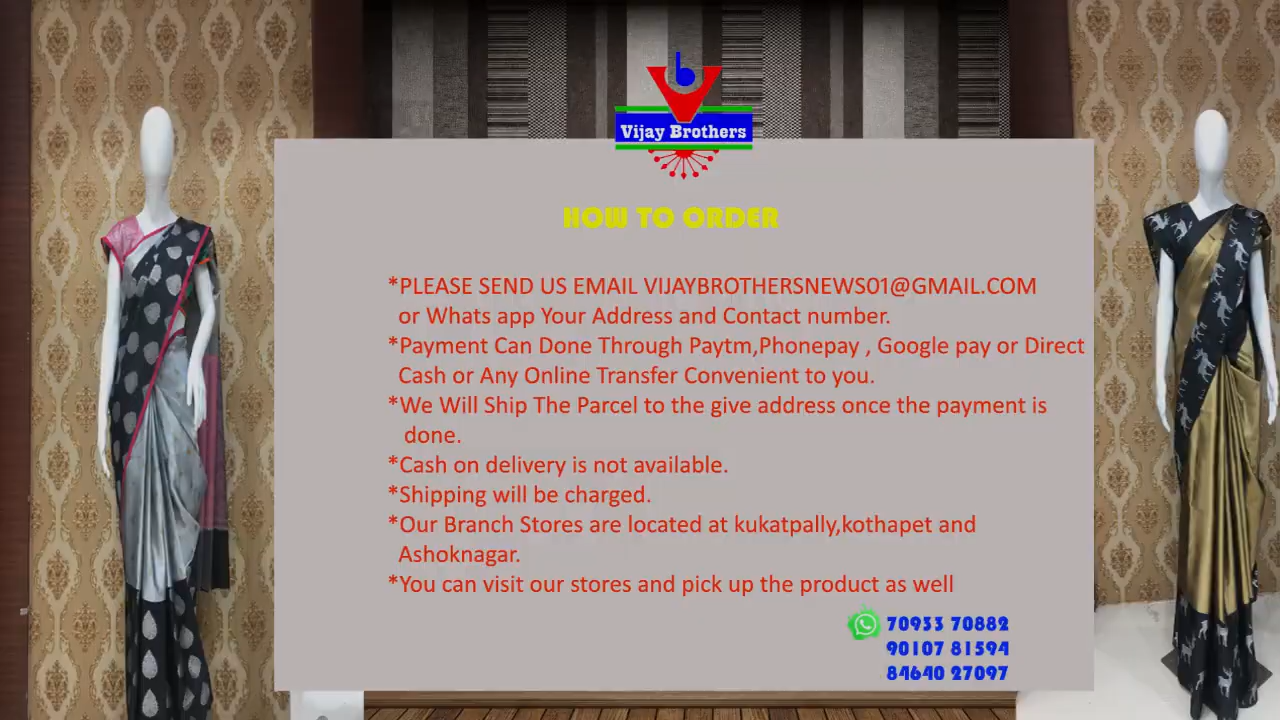 b
Vijay Brothers
HOW TO ORDER
*PLEASE SEND US EMAIL VIJAYBROTHERSNEWS01@GMAIL.COM
or Whats app Your Address and Contact number.
*Payment Can Done Through Paytm,Phonepay , Google pay or Direct
Cash or Any Online Transfer Convenient to you.
*We Will Ship The Parcel to the give address once the payment is
done.
*Cash on delivery is not available.
*Shipping will be charged.
*Our Branch Stores are located at kukatpally,kothapet and
Ashoknagar.
*You can visit our stores and pick up the product as well
70933 70882
90107 81594
84640 27097